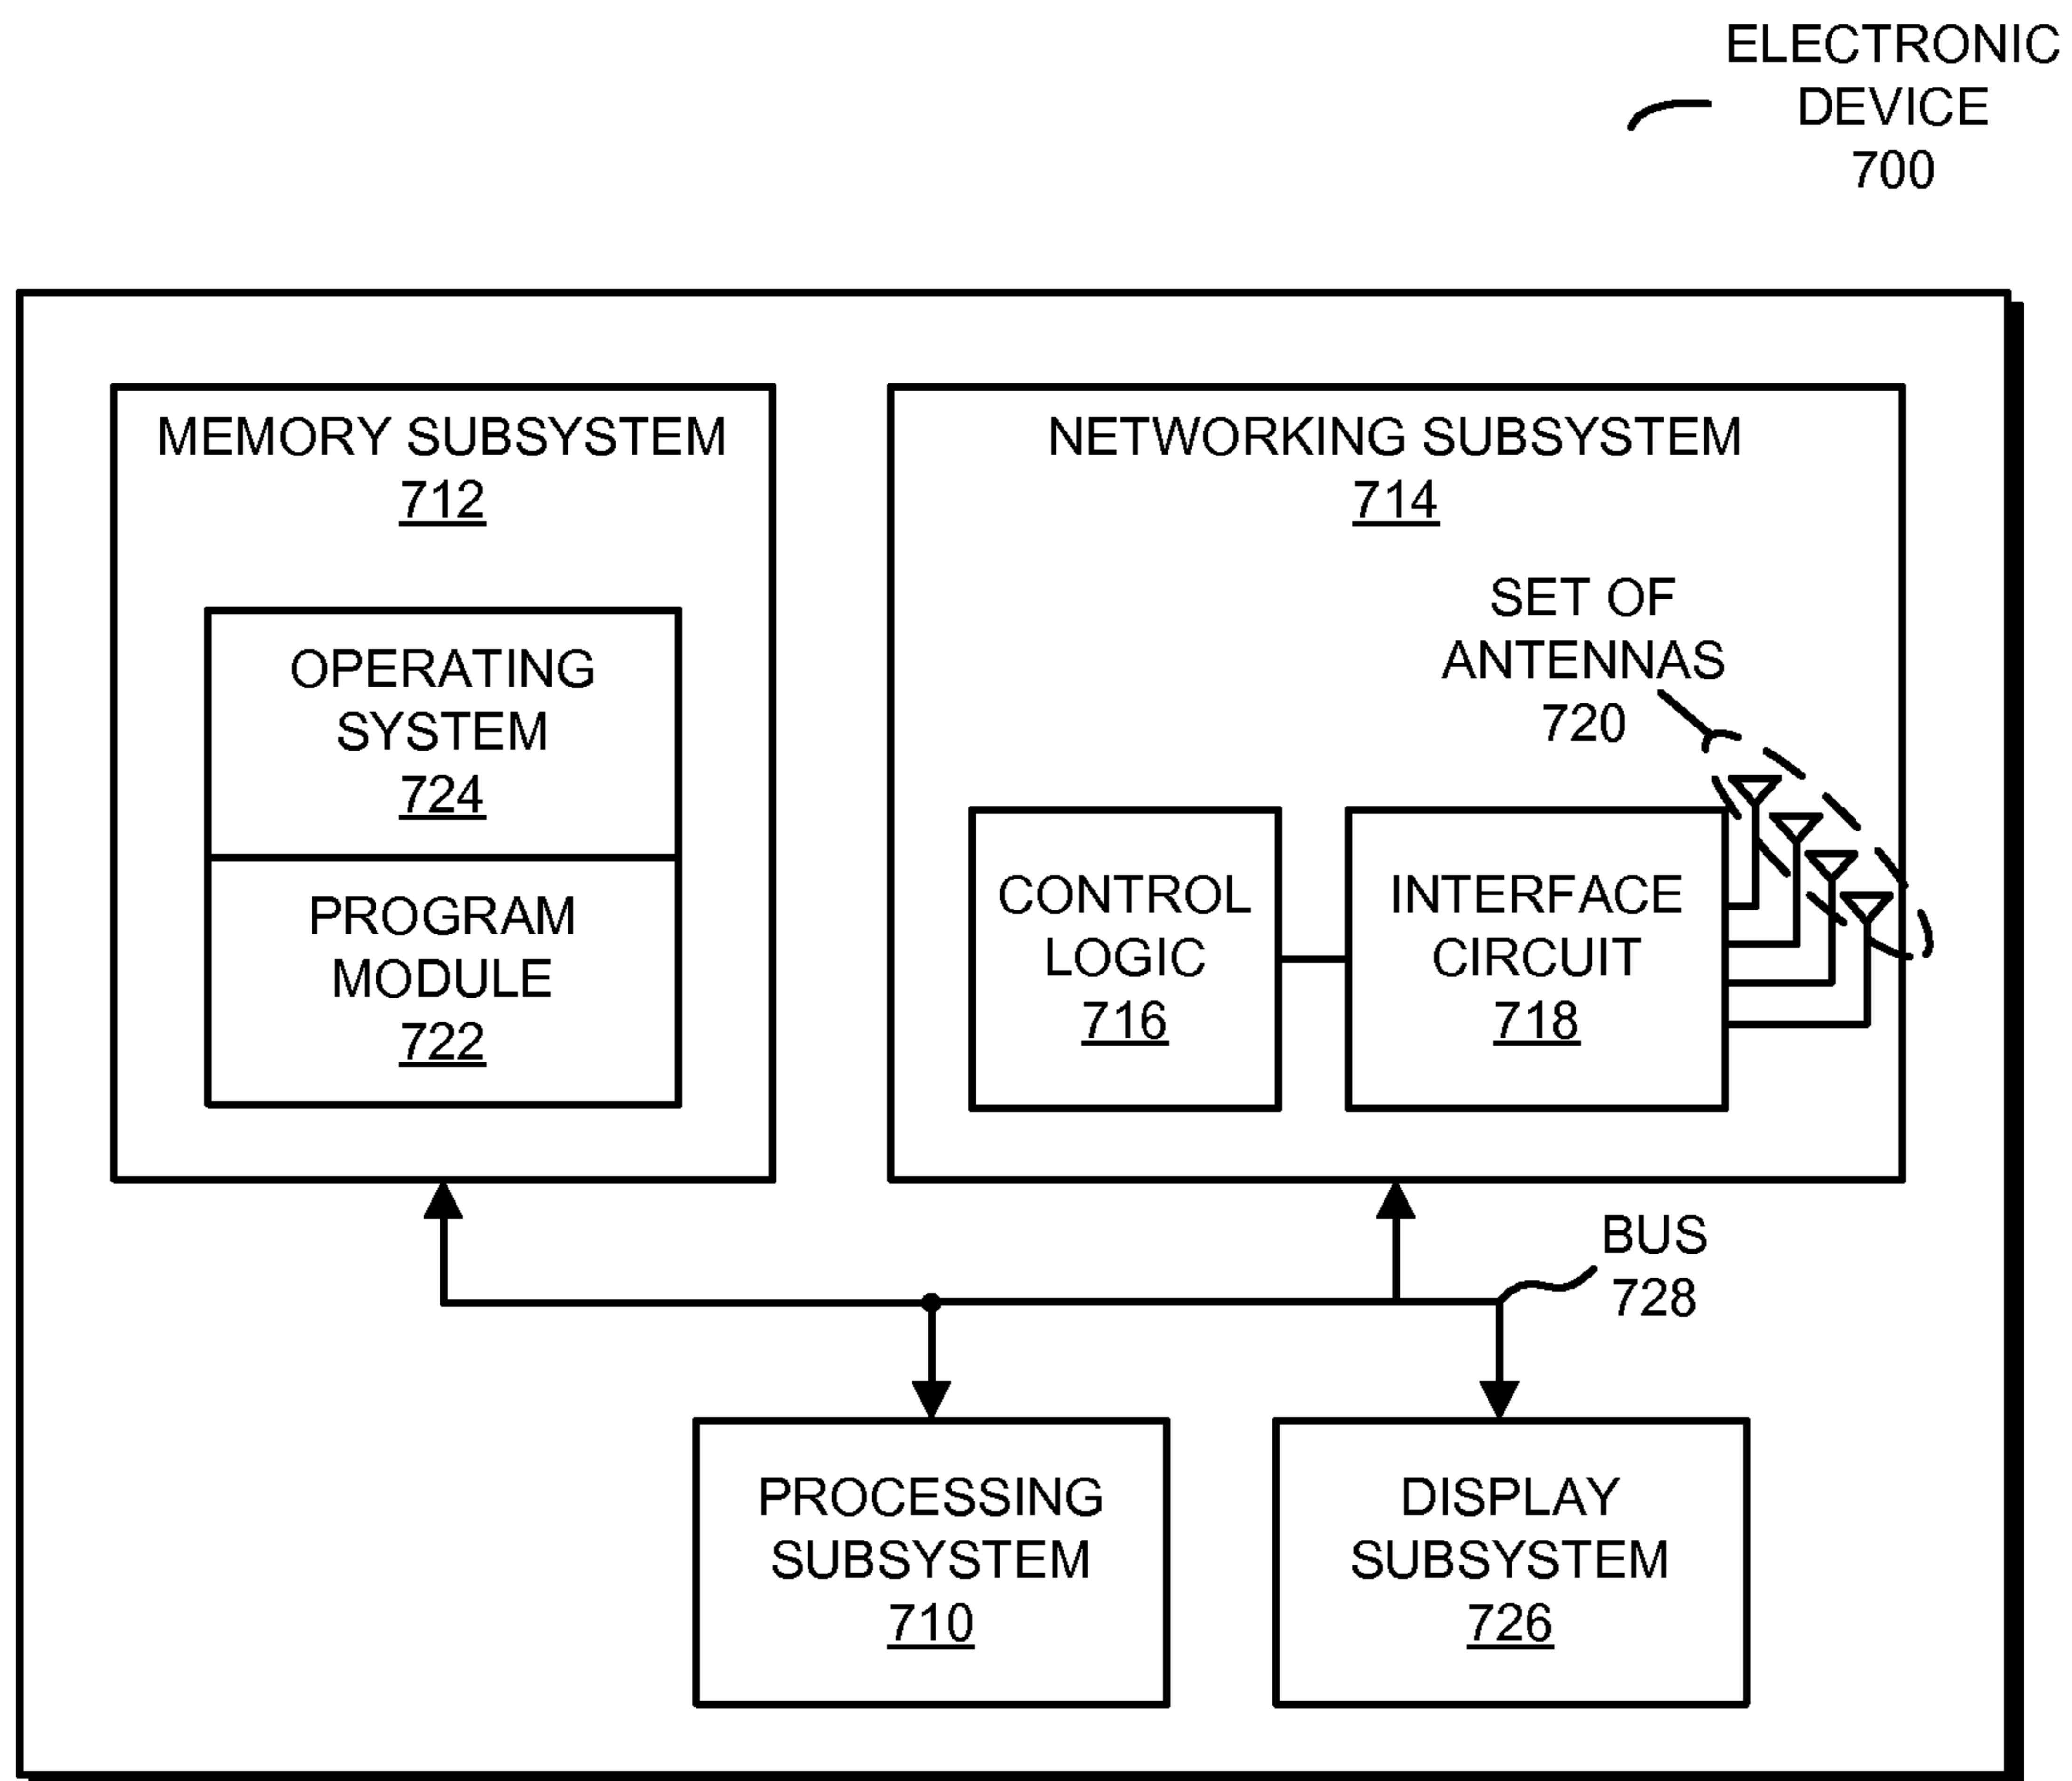 ELECTRONIC
DEVICE
700
MEMORY SUBSYSTEM
712
OPERATING
SYSTEM
724
PROGRAM
MODULE
722
NETWORKING SUBSYSTEM
714
SET OF
ANTENNAS
720
CONTROL
LOGIC
716
INTERFACE
CIRCUIT
718
BUS
728
PROCESSING
SUBSYSTEM
710
DISPLAY
SUBSYSTEM
726